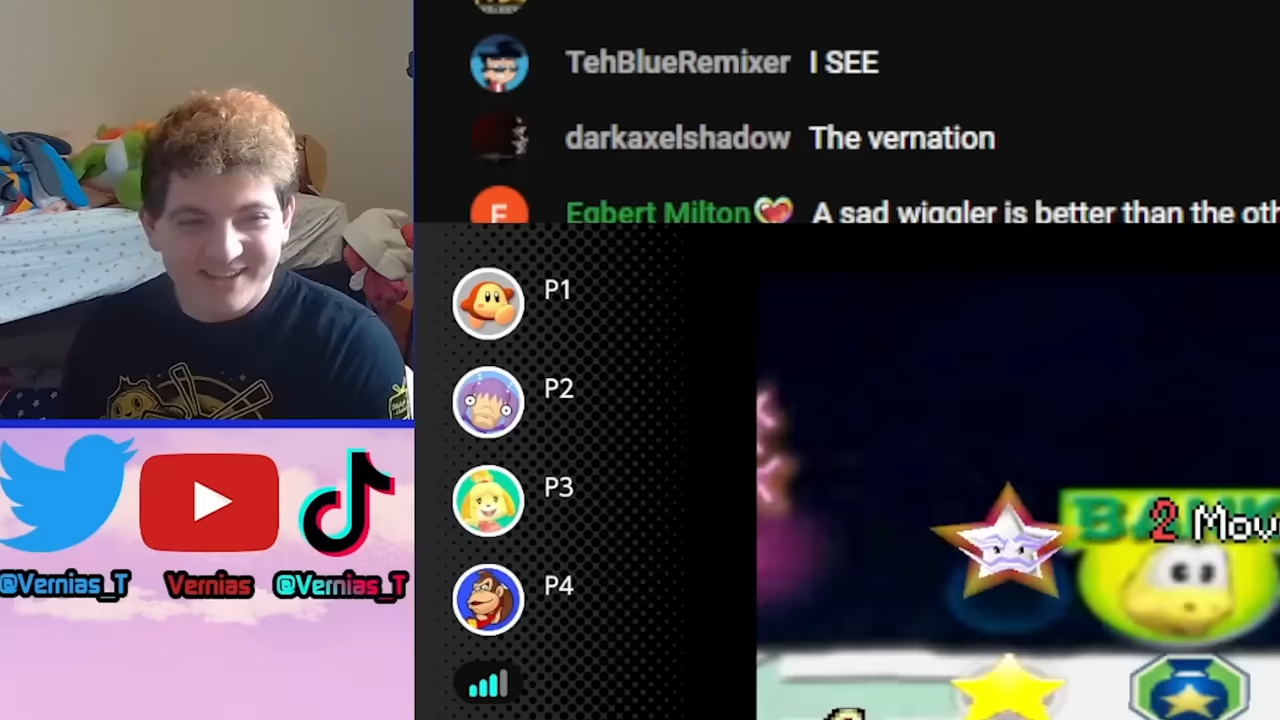 TehBlueRemixer I SEE
darkaxelshadow The vernation
E Egbert Milton A sad wiggler is better than the oth
P1
P2
P3
P4
BANK
2 Mov
@Vernias_T Vernias @Vernias_T